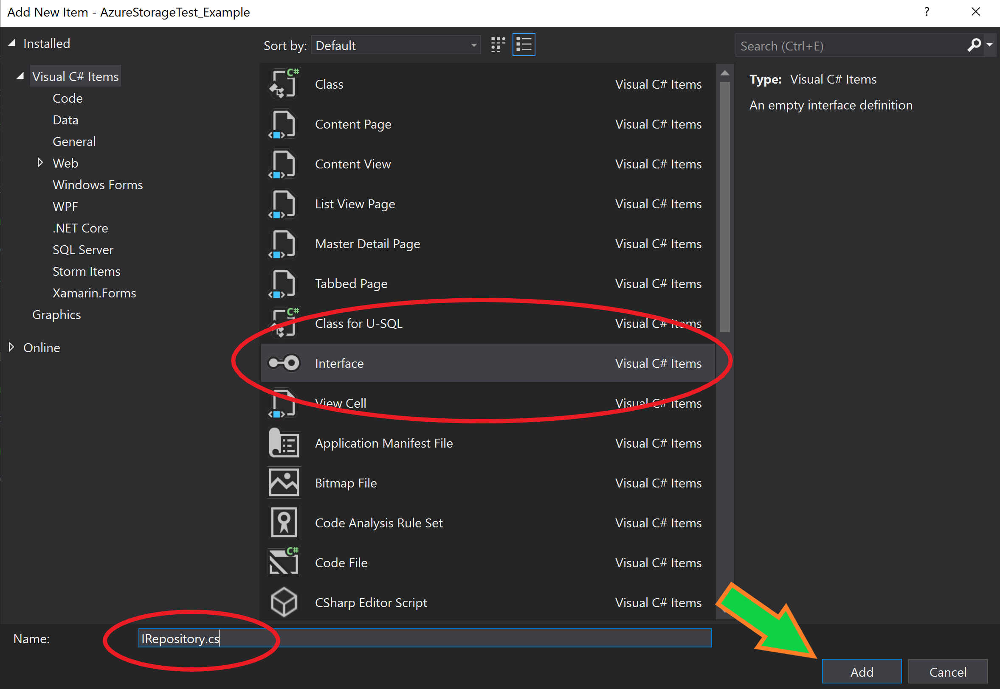 Add New Item - AzureStorageTest_Example
?
Installed
Sort by: Default
Search (Ctrl+E)
Visual C# Items
Code
Data
General
Web
Windows Forms
WPF
.NET Core
SQL Server
Storm Items
Xamarin.Forms
Graphics
Online
C# Class Visual C# Items
Content Page Visual C# Items
Content View Visual C# Items
List View Page Visual C# Items
Master Detail Page Visual C# Items
Tabbed Page Visual C# Items
C# Class for U-SQL Visual C# Items
Interface Visual C# Items
View Cell Visual C# Items
Application Manifest File Visual C# Items
Bitmap File Visual C# Items
Code Analysis Rule Set Visual C# Items
C# Code File Visual C# Items
CSharp Editor Script Visual C# Items
Type: Visual C# Items
An empty interface definition
Name: IRepository.cs
Add Cancel